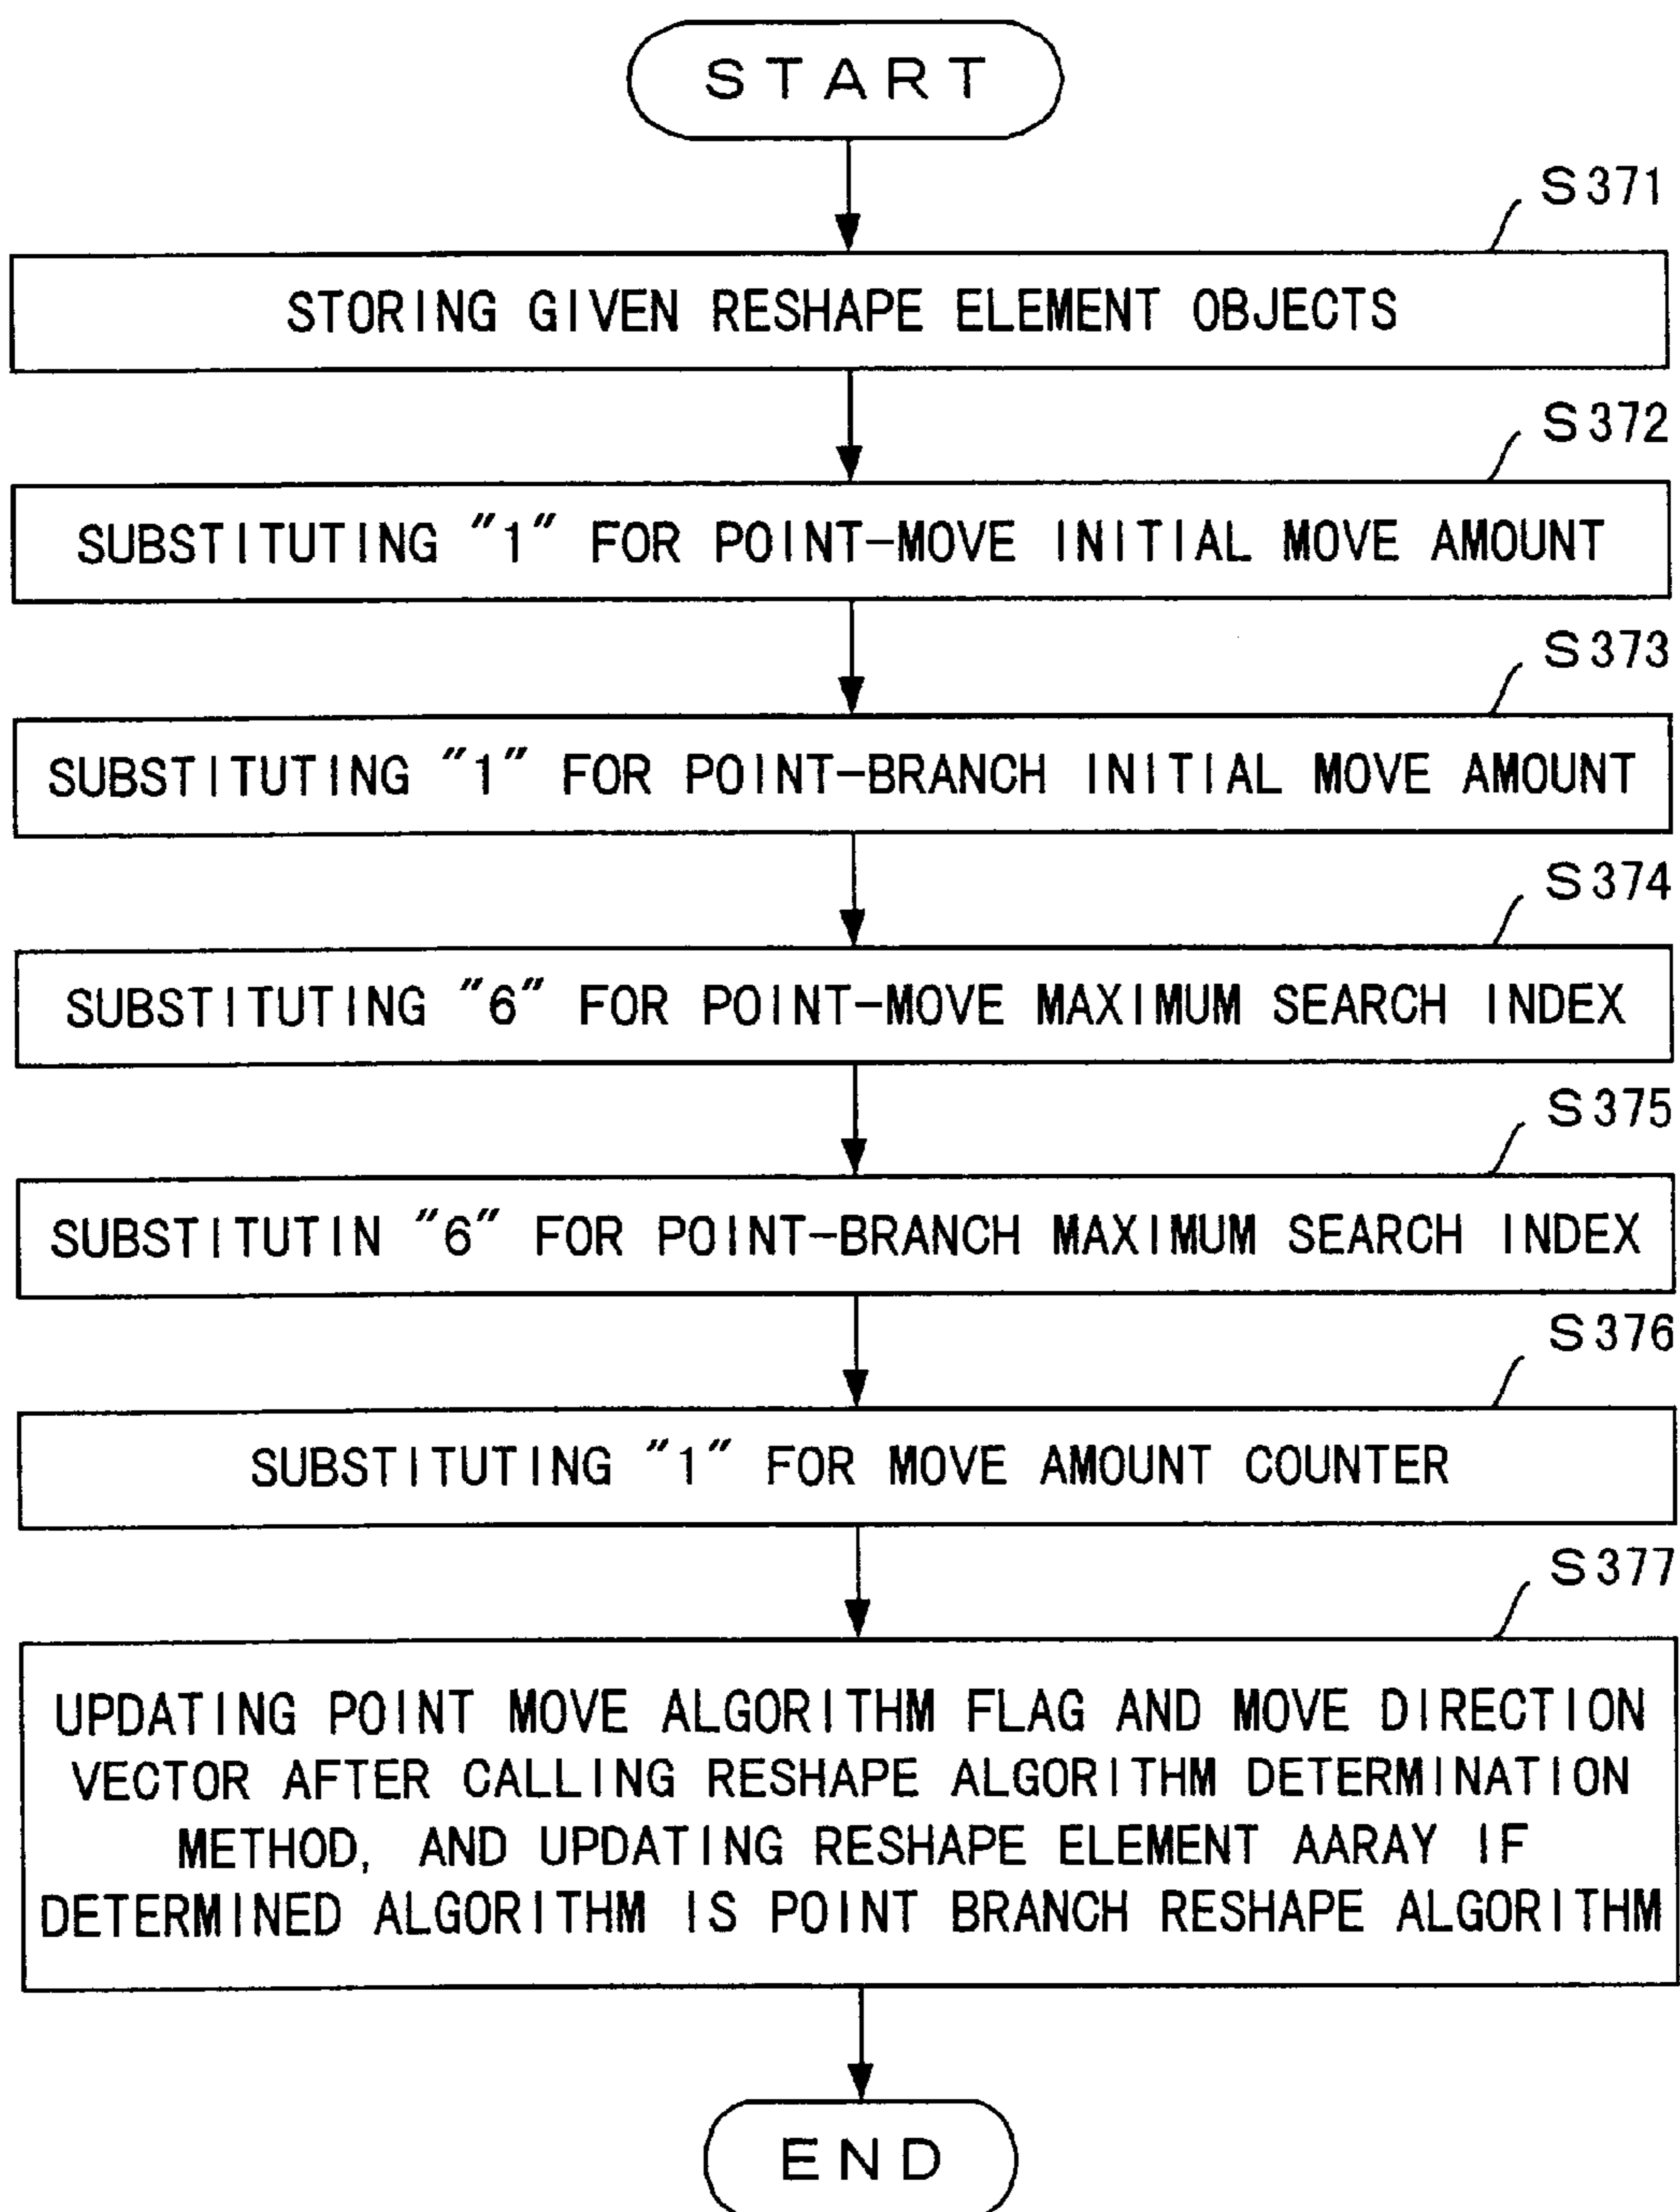 START
S371
STORING GIVEN RESHAPE ELEMENT OBJECTS
S372
SUBSTITUTING "1" FOR POINT-MOVE INITIAL MOVE AMOUNT
S373
SUBSTITUTING "1" FOR POINT-BRANCH INITIAL MOVE AMOUNT
S374
SUBSTITUTING "6" FOR POINT-MOVE MAXIMUM SEARCH INDEX
S375
SUBSTITUTIN "6" FOR POINT-BRANCH MAXIMUM SEARCH INDEX
S376
SUBSTITUTING "1" FOR MOVE AMOUNT COUNTER
S377
UPDATING POINT MOVE ALGORITHM FLAG AND MOVE DIRECTION
VECTOR AFTER CALLING RESHAPE ALGORITHM DETERMINATION
METHOD, AND UPDATING RESHAPE ELEMENT AARAY IF
DETERMINED ALGORITHM IS POINT BRANCH RESHAPE ALGORITHM
END